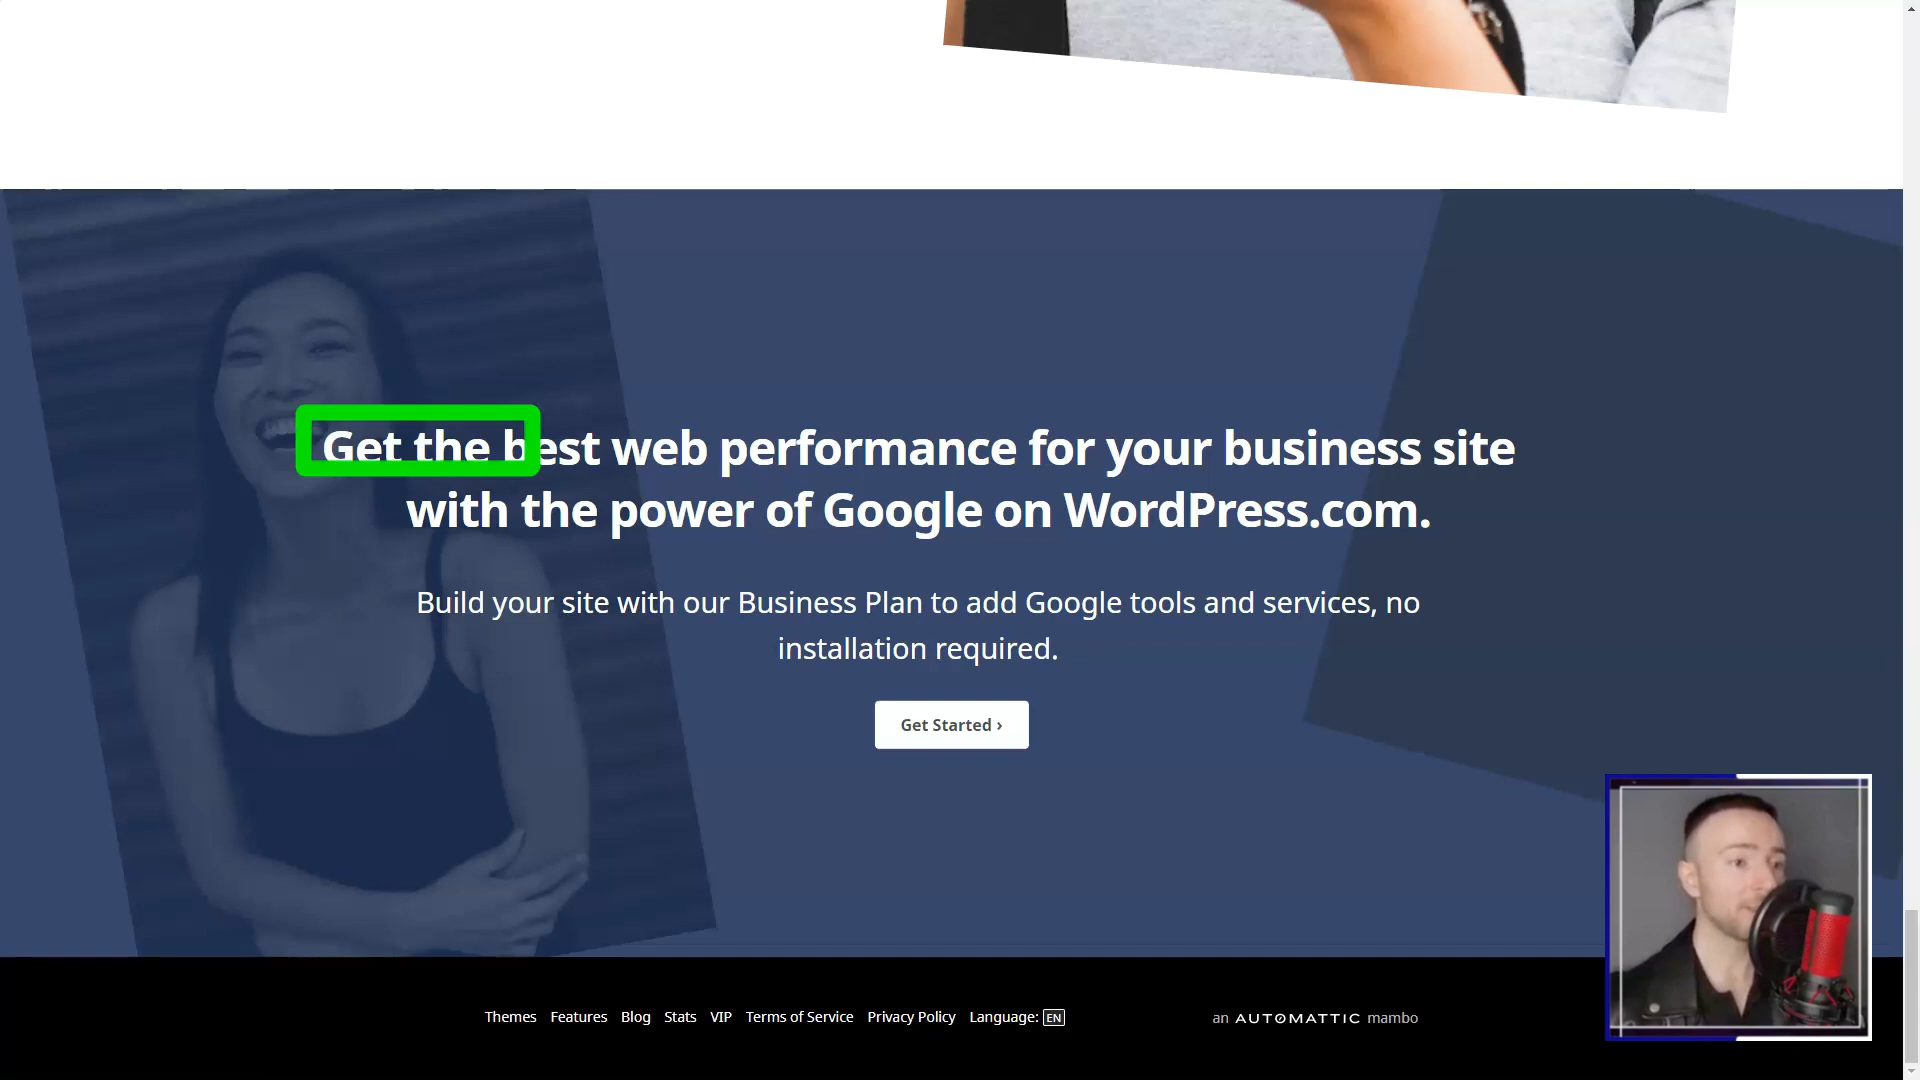 Get the best web performance for your business site
with the power of Google on WordPress.com.
Build your site with our Business Plan to add Google tools and services, no
installation required.
Get Started ›
Themes Features Blog Stats VIP Terms of Service Privacy Policy Language: EN
an AUTOMATTIC mambo